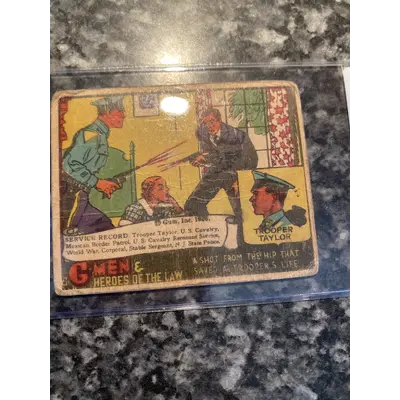 © Gum, Inc. 1936.
SERVICE RECORD. Trooper Taylor, U. S. Cavalry,
Mexican Border Patrol, U. S. Cavalry Remount Service,
World War, Corporal, Stable Sergeant, N. J. State Police.
TROOPER
TAYLOR
G-MEN &
HEROES OF THE LAW
A SHOT FROM THE HIP THAT
SAVED A TROOPER'S LIFE